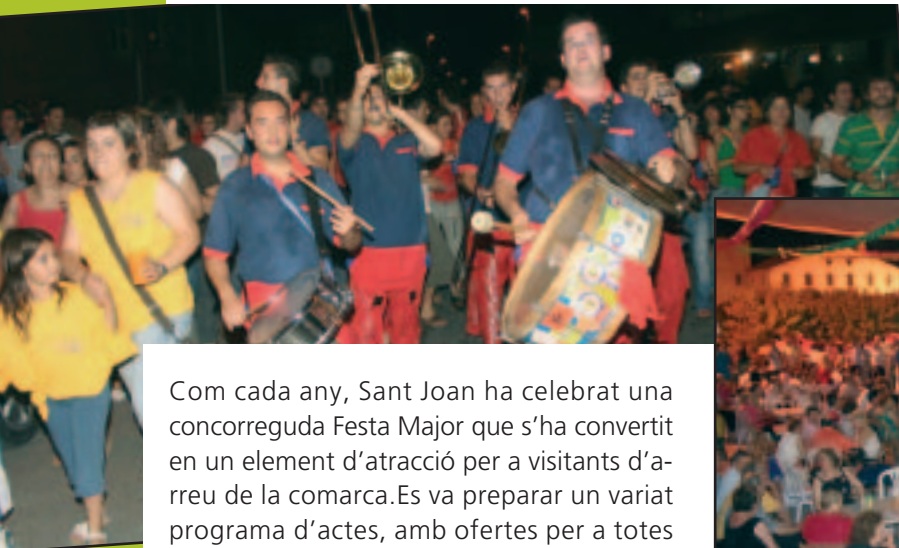 Com cada any, Sant Joan ha celebrat una
concorreguda Festa Major que s'ha convertit
en un element d'atracció per a visitants d'a-
rreu de la comarca.Es va preparar un variat
programa d'actes, amb ofertes per a totes